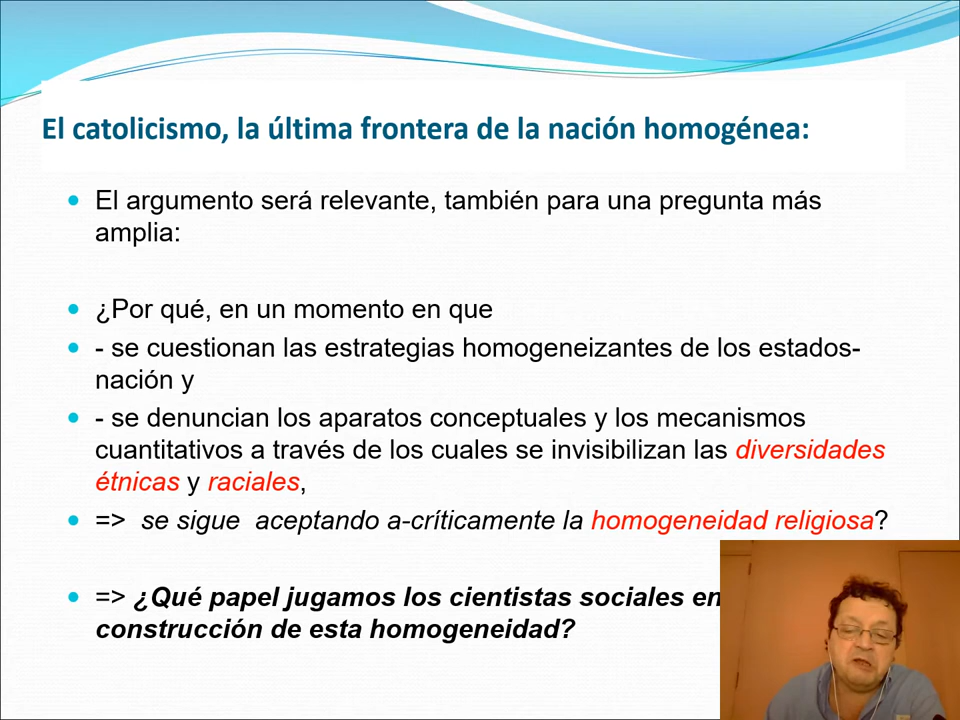 El catolicismo, la última frontera de la nación homogénea:
El argumento será relevante, también para una pregunta más
amplia:
¿Por qué, en un momento en que
- se cuestionan las estrategias homogeneizantes de los estados-
nación y
- se denuncian los aparatos conceptuales y los mecanismos
cuantitativos a través de los cuales se invisibilizan las diversidades
étnicas y raciales,
=> se sigue aceptando a-críticamente la homogeneidad religiosa?
=> ¿Qué papel jugamos los cientistas sociales en
construcción de esta homogeneidad?